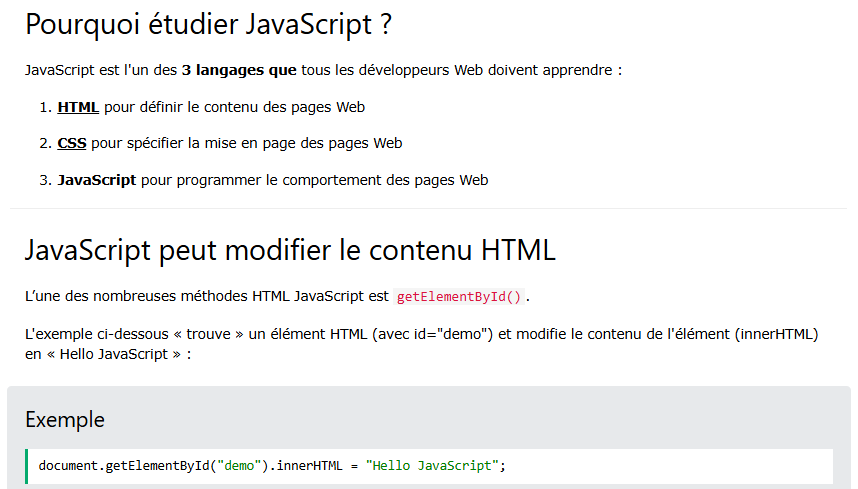 Pourquoi étudier JavaScript ?
JavaScript est l'un des 3 langages que tous les développeurs Web doivent apprendre :
1. HTML pour définir le contenu des pages Web
2. CSS pour spécifier la mise en page des pages Web
3. JavaScript pour programmer le comportement des pages Web
JavaScript peut modifier le contenu HTML
L’une des nombreuses méthodes HTML JavaScript est getElementById().
L'exemple ci-dessous « trouve » un élément HTML (avec id="demo") et modifie le contenu de l'élément (innerHTML)
en « Hello JavaScript » :
Exemple
document.getElementById("demo").innerHTML = "Hello JavaScript";